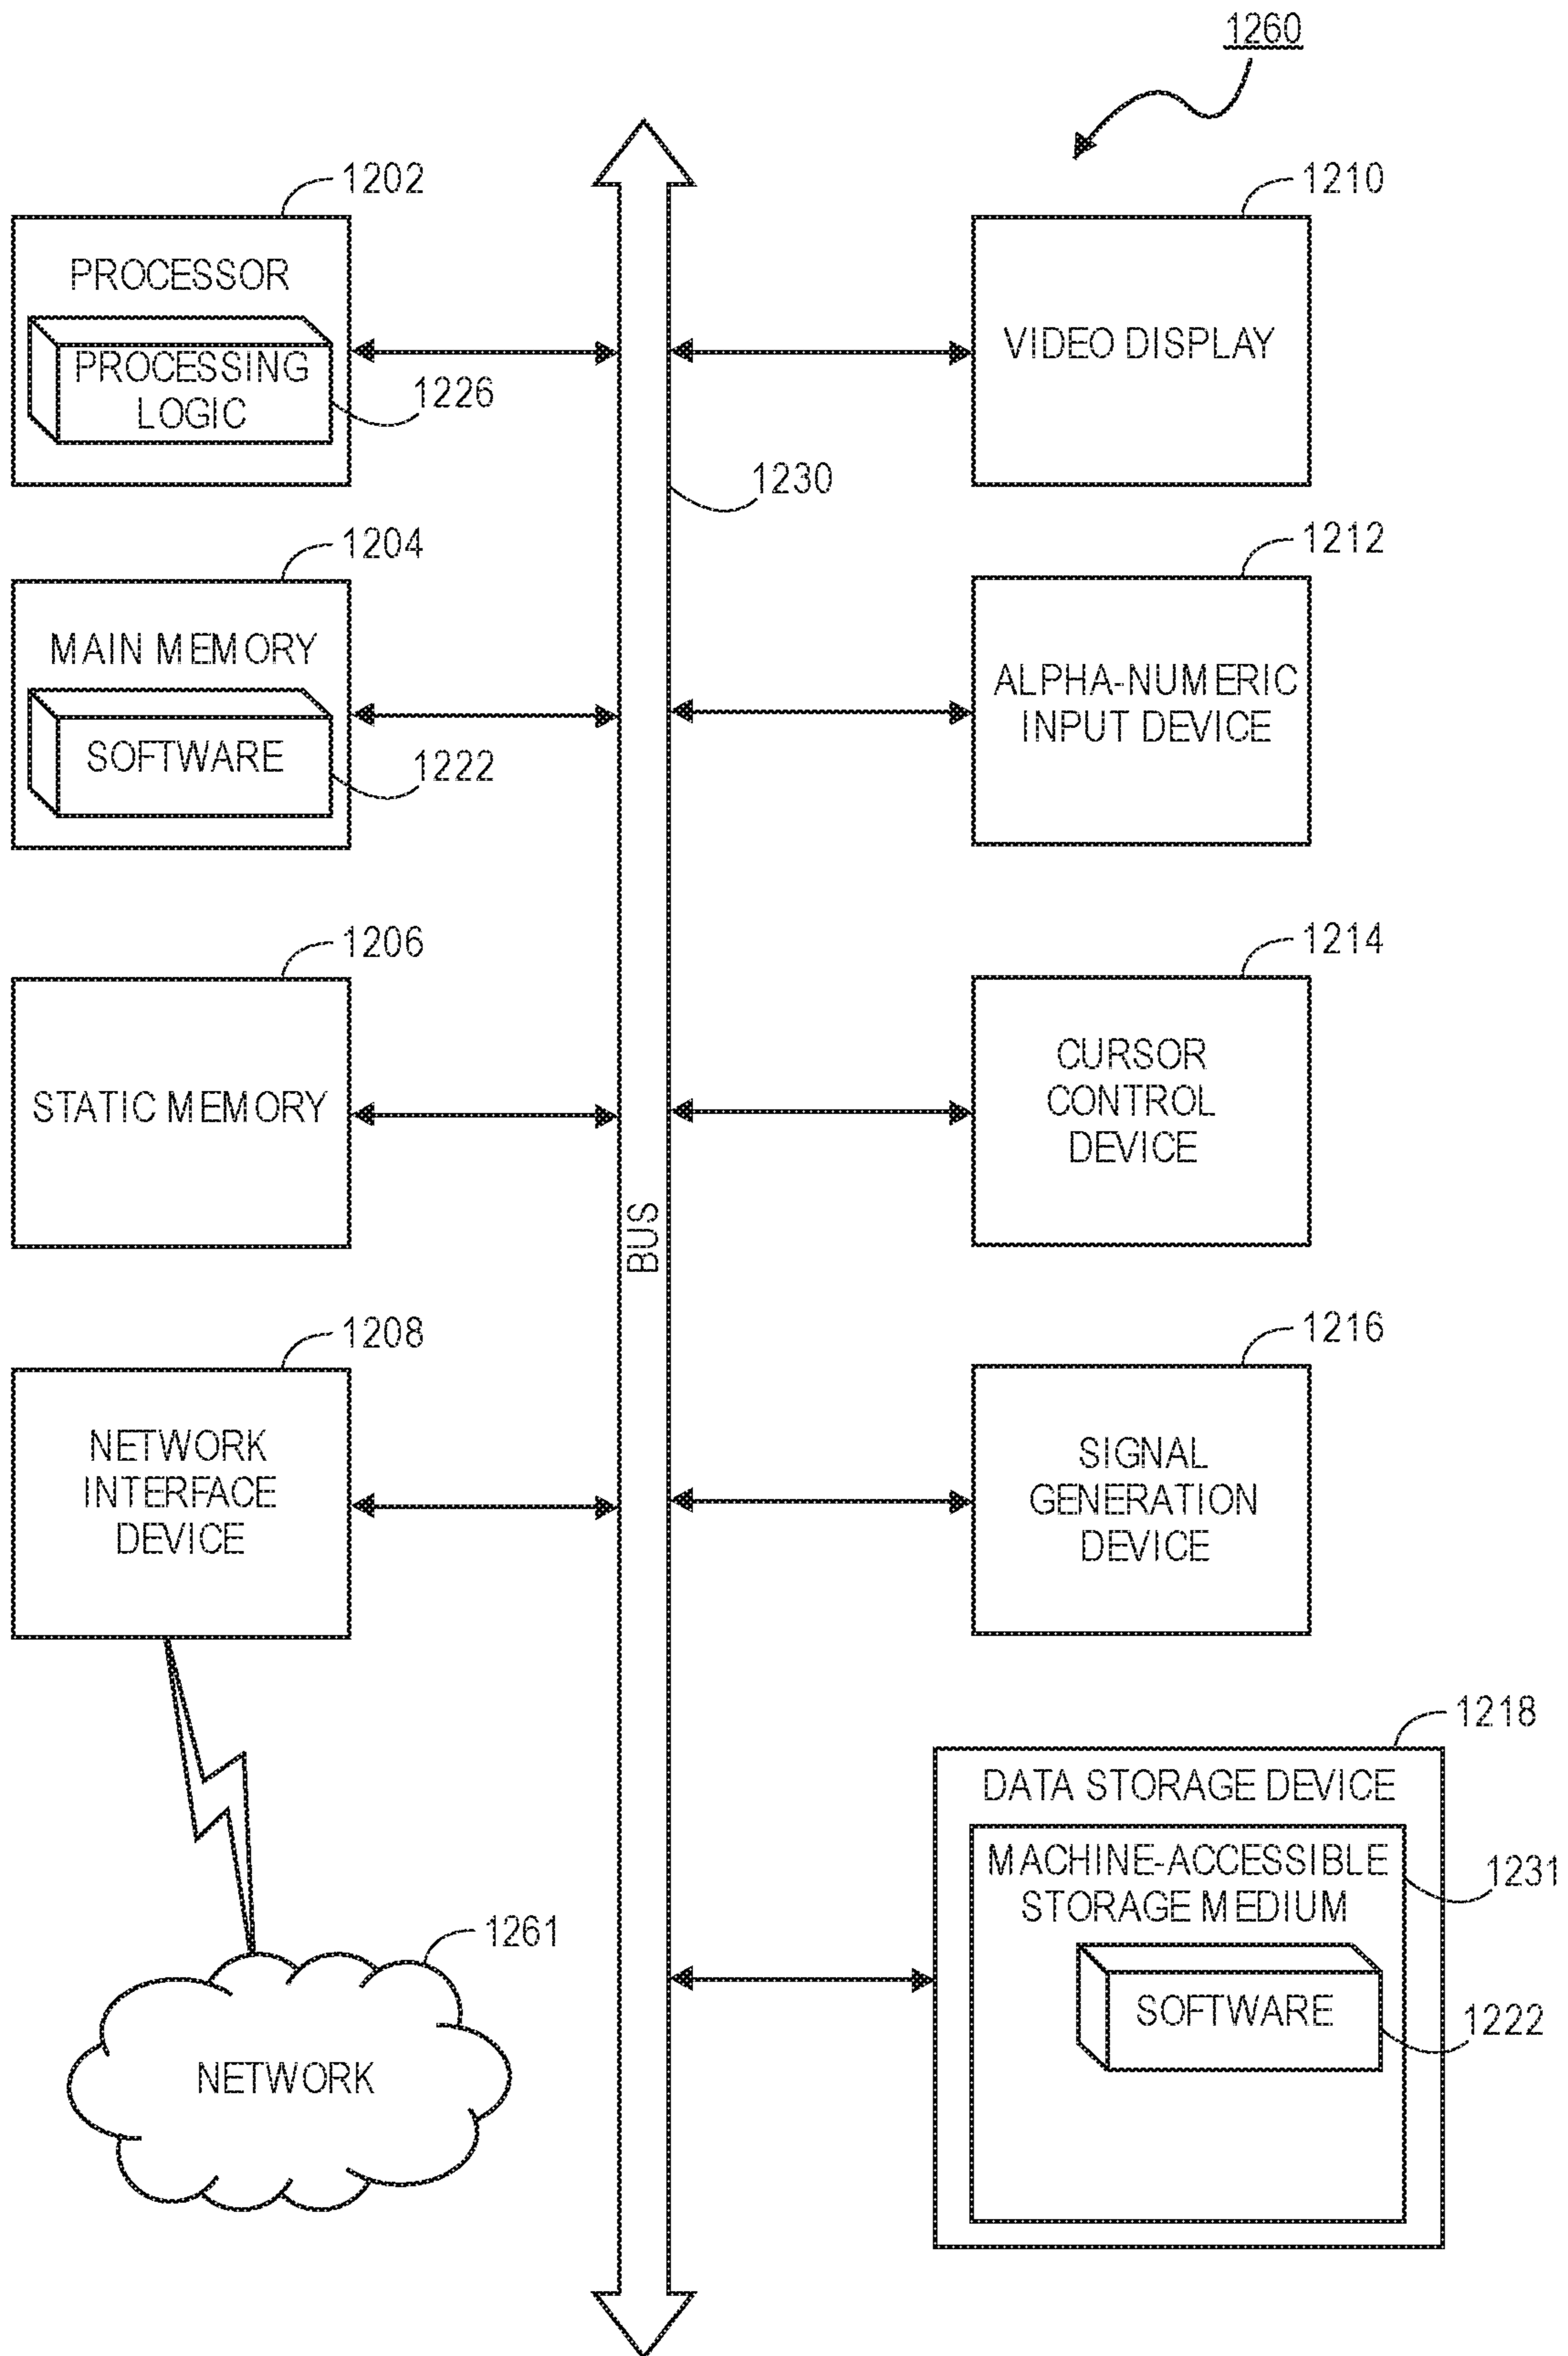 1260
1202
PROCESSOR
PROCESSING
LOGIC
1226
1204
MAIN MEMORY
SOFTWARE
1222
1206
STATIC MEMORY
1208
NETWORK
INTERFACE
DEVICE
1261
NETWORK
BUS
1230
1210
VIDEO DISPLAY
1212
ALPHA-NUMERIC
INPUT DEVICE
1214
CURSOR
CONTROL
DEVICE
1216
SIGNAL
GENERATION
DEVICE
1218
DATA STORAGE DEVICE
MACHINE-ACCESSIBLE
STORAGE MEDIUM
1231
SOFTWARE
1222